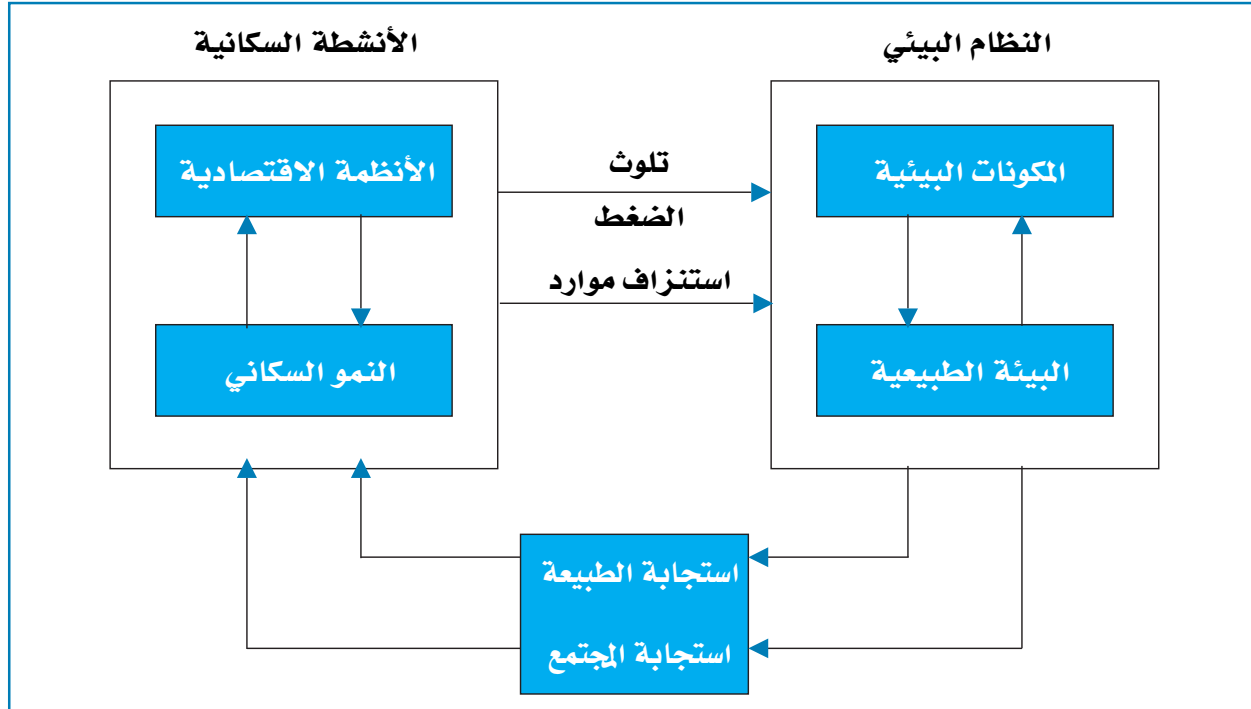 النظام البيئي
الأنشطة السكانية
المكونات البيئية
البيئة الطبيعية
تلوث
الضغط
استنزاف موارد
الأنظمة الاقتصادية
النمو السكاني
استجابة الطبيعة
استجابة المجتمع